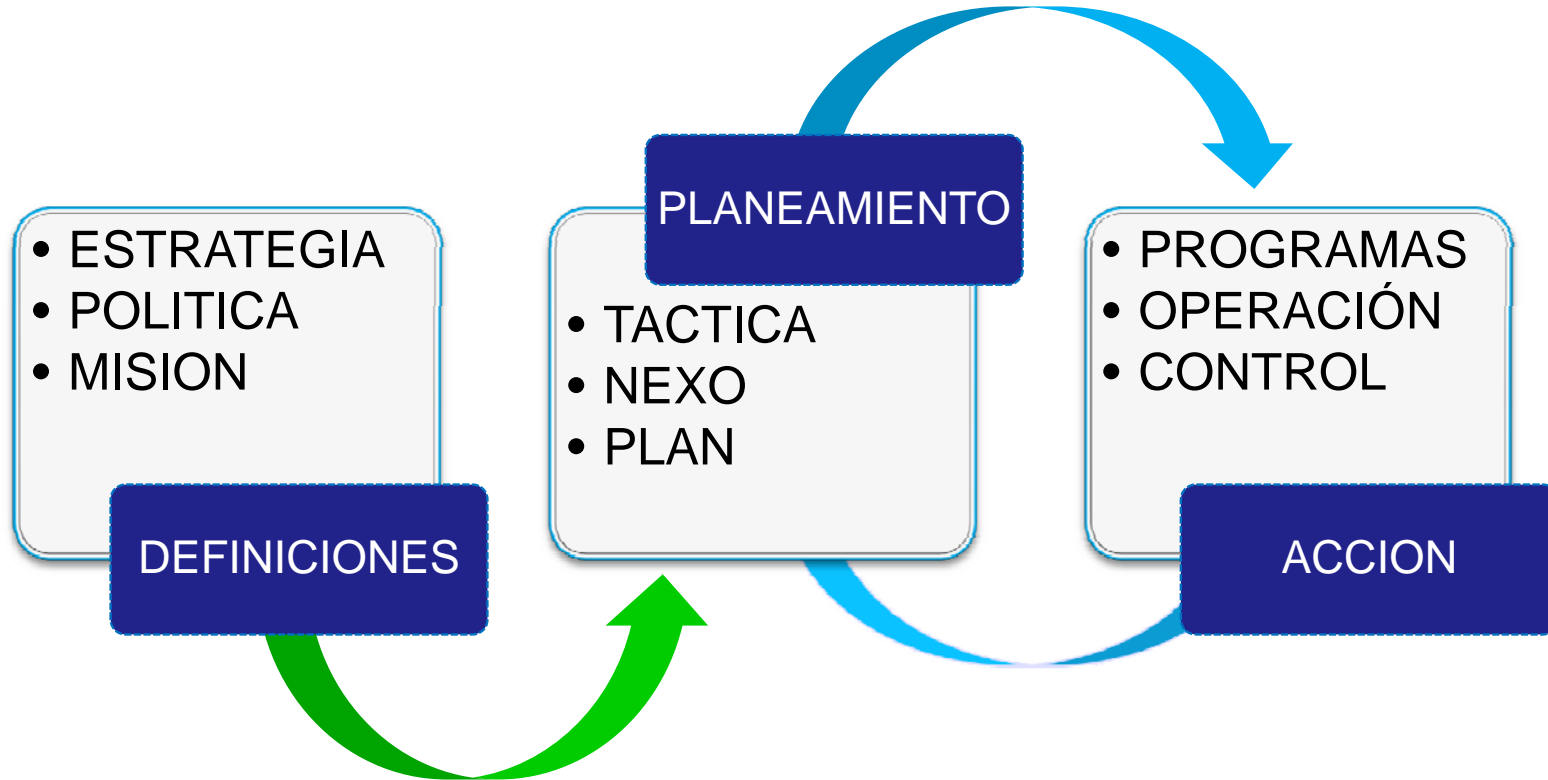 • ESTRATEGIA
• POLITICA
• MISION
DEFINICIONES
PLANEAMIENTO
• TACTICA
• NEXO
• PLAN
• PROGRAMAS
• OPERACIÓN
• CONTROL
ACCION